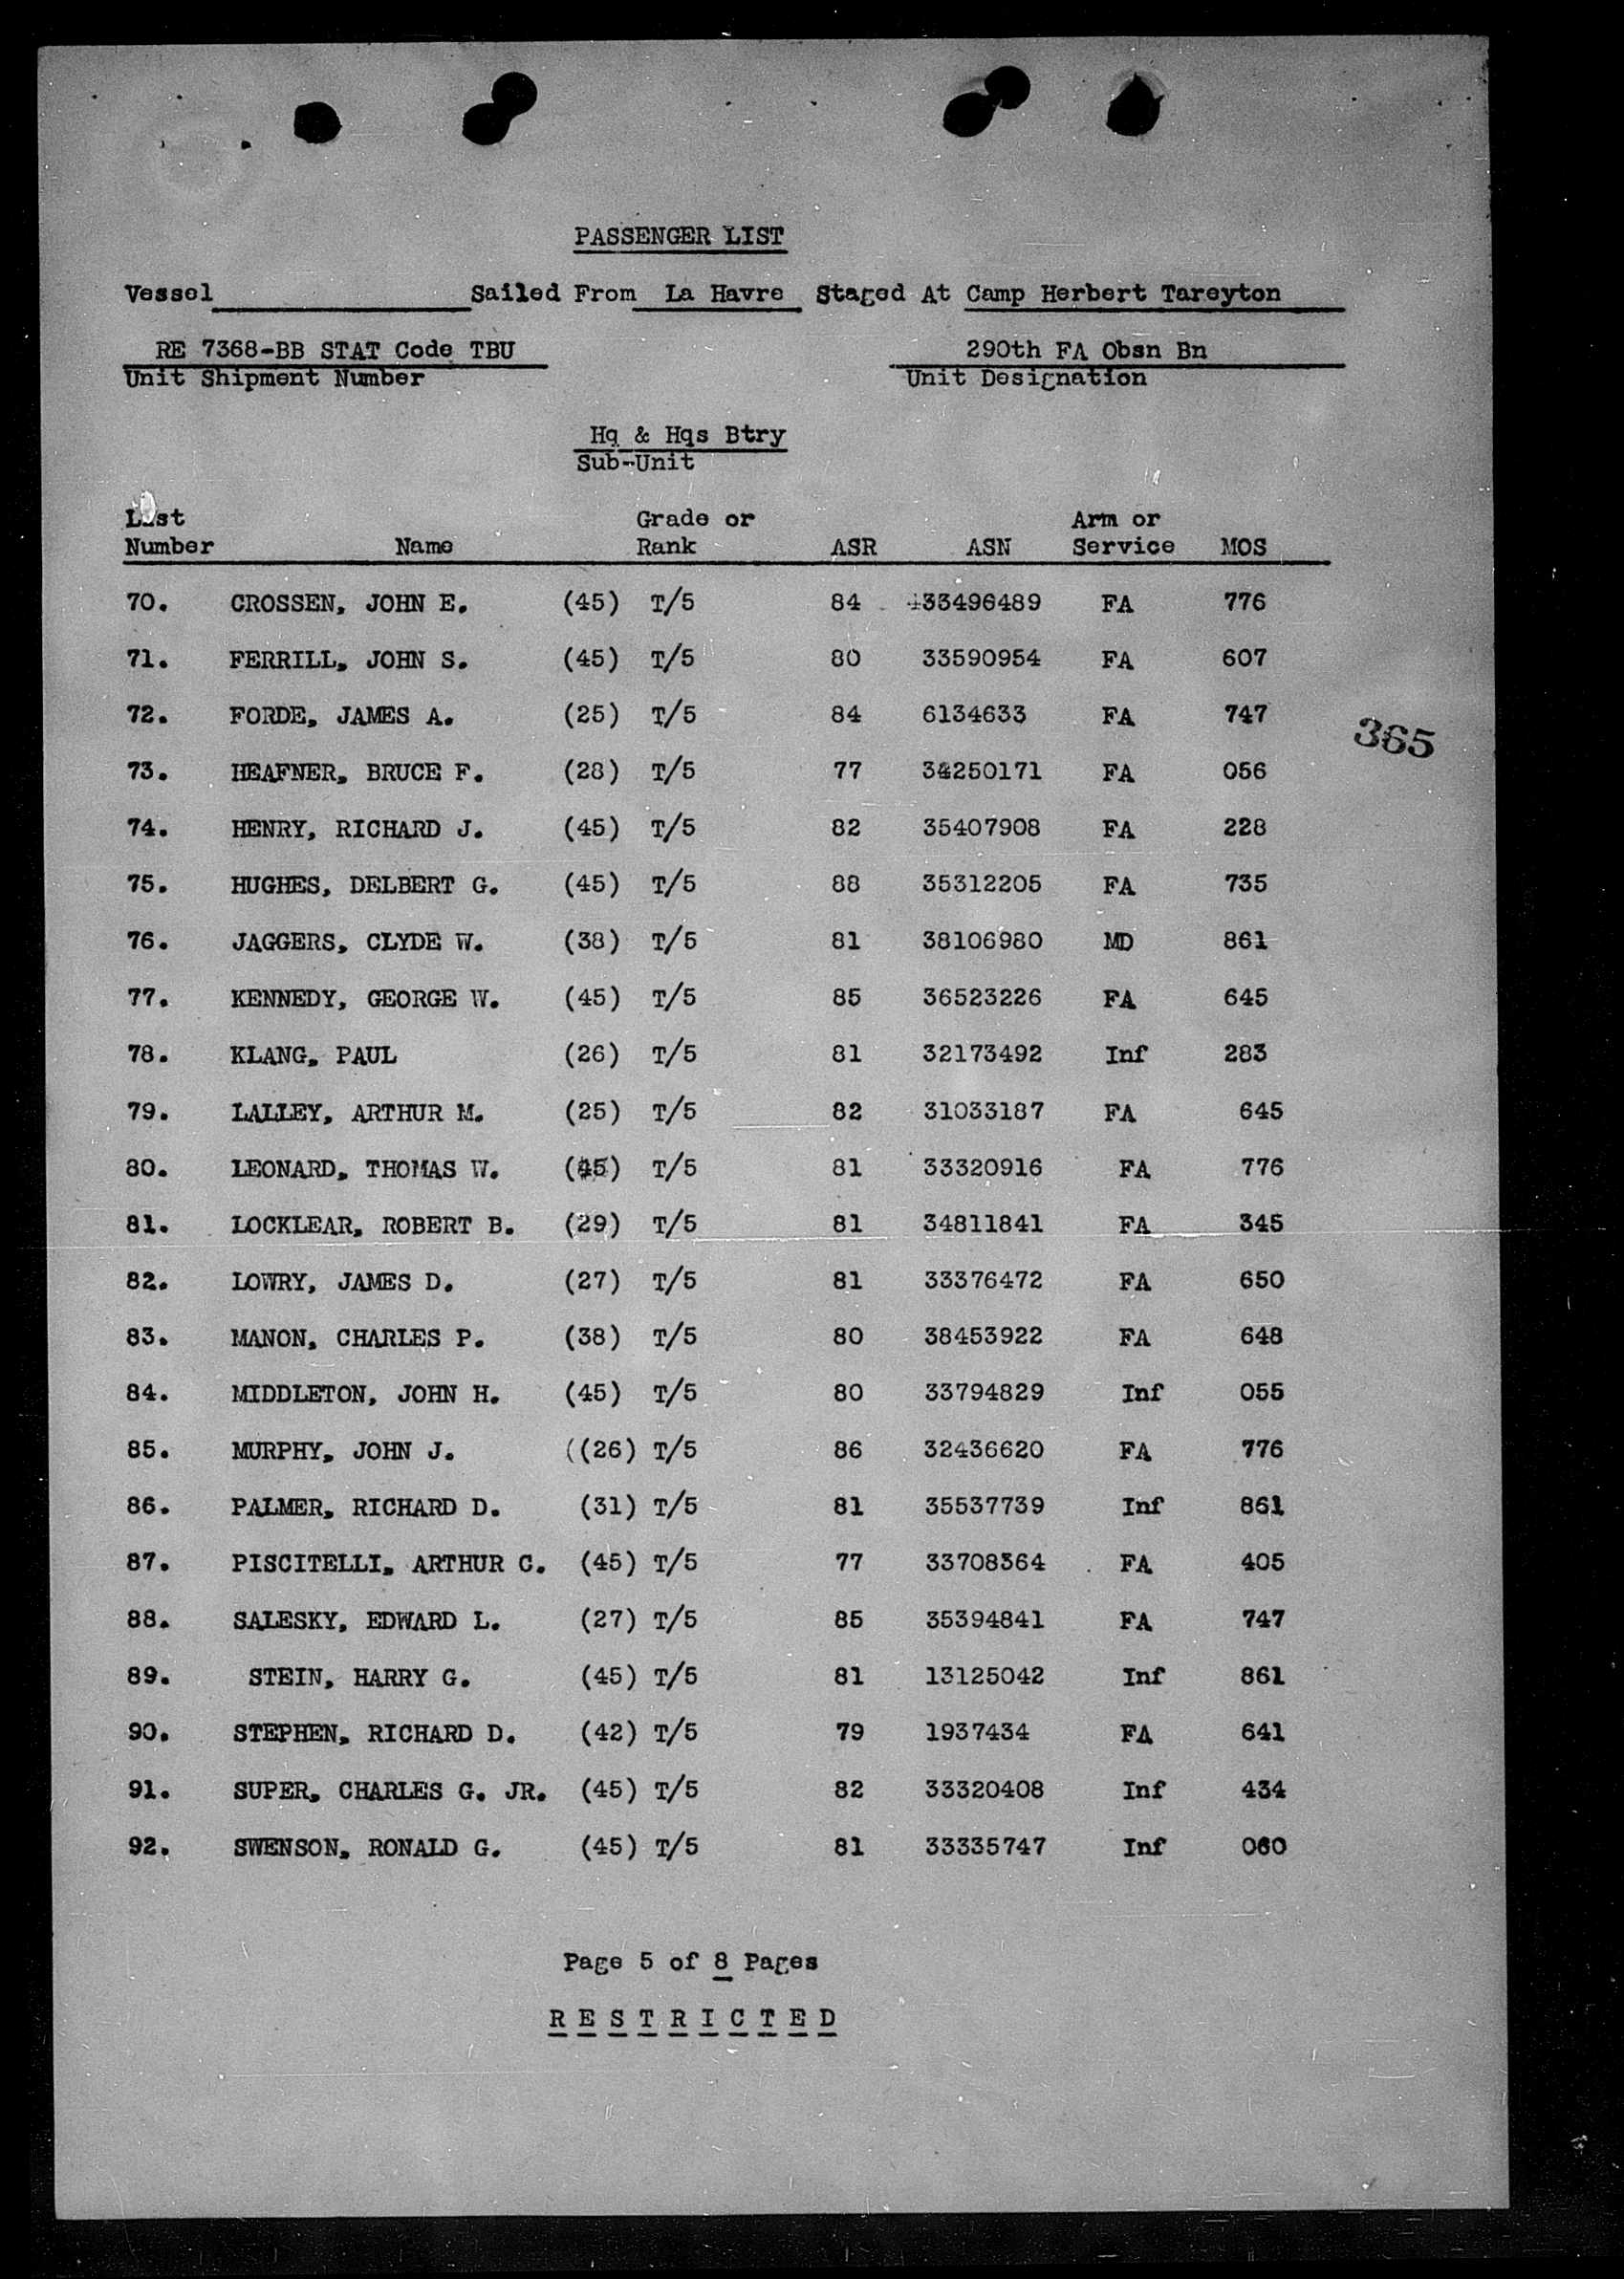 PASSENGER LIST
Vessel Sailed From La Havre Staged At Camp Herbert Tareyton
RE 7368-BB STAT Code TBU 290th FA Obsn Bn
Unit Shipment Number Unit Designation
Hq & Hqs Btry
Sub-Unit
List Grade or Arm or
Number Name Rank ASR ASN Service MOS
70. CROSSEN, JOHN E. (45) T/5 84 33496489 FA 776
71. FERRILL, JOHN S. (45) T/5 80 33590954 FA 607
72. FORDE, JAMES A. (25) T/5 84 6134633 FA 747
365
73. HEAFNER, BRUCE F. (28) T/5 77 34250171 FA 056
74. HENRY, RICHARD J. (45) T/5 82 35407908 FA 228
75. HUGHES, DELBERT G. (45) T/5 88 35312205 FA 735
76. JAGGERS, CLYDE W. (38) T/5 81 38106980 MD 861
77. KENNEDY, GEORGE W. (45) T/5 85 36523226 FA 645
78. KLANG, PAUL (26) T/5 81 32173492 Inf 283
79. LALLEY, ARTHUR M. (25) T/5 82 31033187 FA 645
80. LEONARD, THOMAS W. (45) T/5 81 33320916 FA 776
81. LOCKLEAR, ROBERT B. (29) T/5 81 34811841 FA 345
82. LOWRY, JAMES D. (27) T/5 81 33376472 FA 650
83. MANON, CHARLES P. (38) T/5 80 38453922 FA 648
84. MIDDLETON, JOHN H. (45) T/5 80 33794829 Inf 055
85. MURPHY, JOHN J. ((26) T/5 86 32436620 FA 776
86. PALMER, RICHARD D. (31) T/5 81 35537739 Inf 861
87. PISCITELLI, ARTHUR C. (45) T/5 77 33708364 FA 405
88. SALESKY, EDWARD L. (27) T/5 85 35394841 FA 747
89. STEIN, HARRY G. (45) T/5 81 13125042 Inf 861
90. STEPHEN, RICHARD D. (42) T/5 79 1937434 FA 641
91. SUPER, CHARLES G. JR. (45) T/5 82 33320408 Inf 434
92. SWENSON, RONALD G. (45) T/5 81 33335747 Inf 060
Page 5 of 8 Pages
R E S T R I C T E D